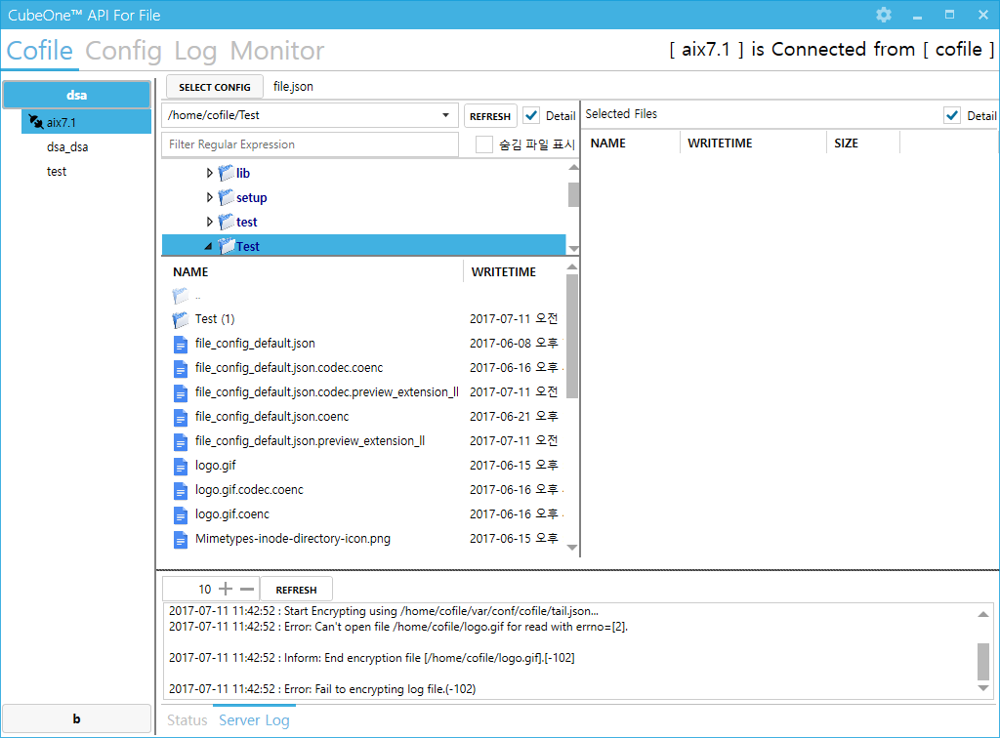 CubeOne™ API For File
Cofile Config Log Monitor
[ aix7.1 ] is Connected from [ cofile ]
dsa
aix7.1
dsa_dsa
test
b
SELECT CONFIG file.json
/home/cofile/Test REFRESH Detail
Filter Regular Expression 숨김 파일 표시
lib
setup
test
Test
NAME WRITETIME
..
Test (1) 2017-07-11 오전
file_config_default.json 2017-06-08 오후
file_config_default.json.codec.coenc 2017-06-16 오후
file_config_default.json.codec.preview_extension_ll 2017-07-11 오전
file_config_default.json.coenc 2017-06-21 오후
file_config_default.json.preview_extension_ll 2017-07-11 오전
logo.gif 2017-06-15 오후
logo.gif.codec.coenc 2017-06-16 오후
logo.gif.coenc 2017-06-16 오후
Mimetypes-inode-directory-icon.png 2017-06-15 오후
Selected Files Detail
NAME WRITETIME SIZE
10 REFRESH
2017-07-11 11:42:52 : Start Encrypting using /home/cofile/var/conf/cofile/tail.json...
2017-07-11 11:42:52 : Error: Can't open file /home/cofile/logo.gif for read with errno=[2].
2017-07-11 11:42:52 : Inform: End encryption file [/home/cofile/logo.gif].[-102]
2017-07-11 11:42:52 : Error: Fail to encrypting log file.(-102)
Status Server Log